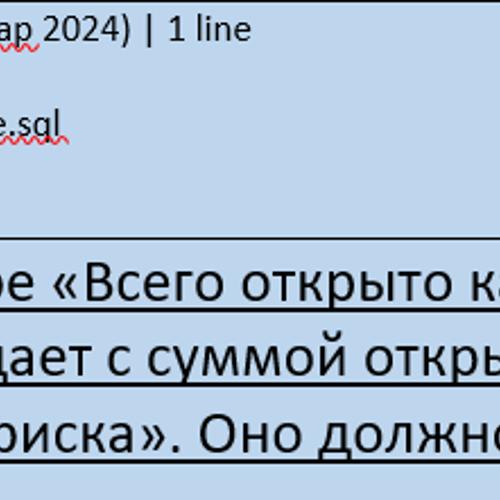 ар 2024) | 1 line
e.sql
ре «Всего открыто ка
дает с суммой откры
риска». Оно должно